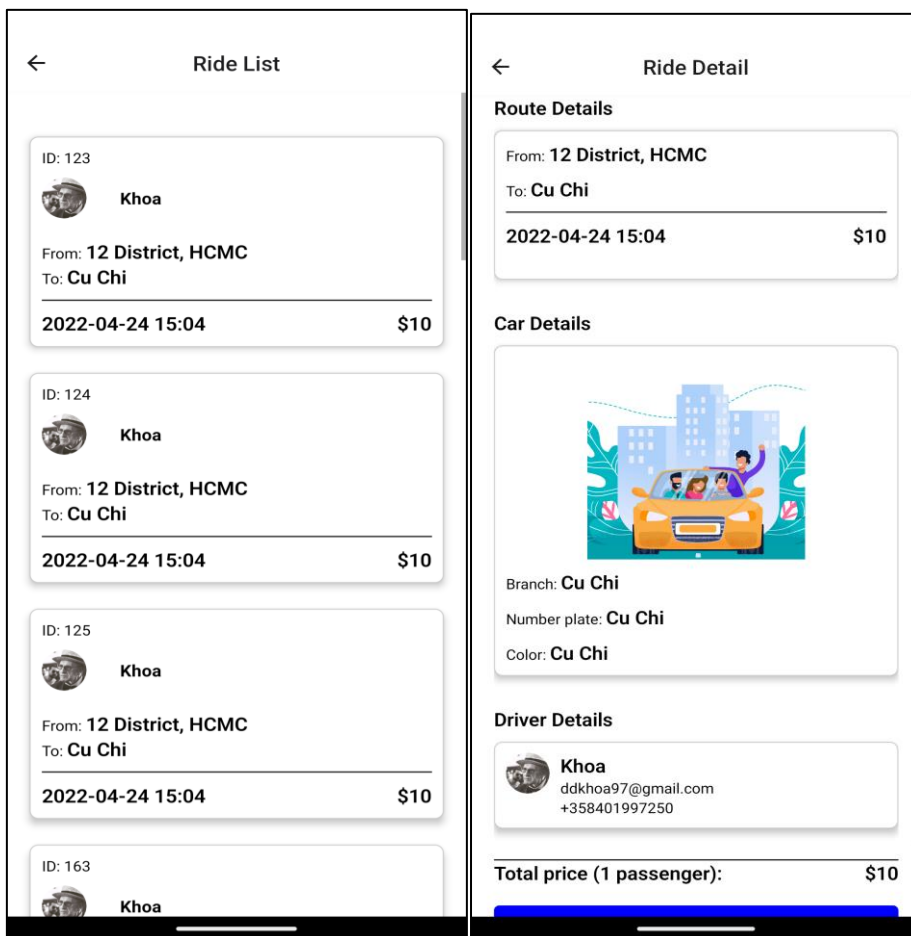 Ride List
ID: 123
Khoa
From: 12 District, HCMC
To: Cu Chi
2022-04-24 15:04 $10
ID: 124
Khoa
From: 12 District, HCMC
To: Cu Chi
2022-04-24 15:04 $10
ID: 125
Khoa
From: 12 District, HCMC
To: Cu Chi
2022-04-24 15:04 $10
ID: 163
Khoa
Ride Detail
Route Details
From: 12 District, HCMC
To: Cu Chi
2022-04-24 15:04 $10
Car Details
Branch: Cu Chi
Number plate: Cu Chi
Color: Cu Chi
Driver Details
Khoa
ddkhoa97@gmail.com
+358401997250
Total price (1 passenger): $10